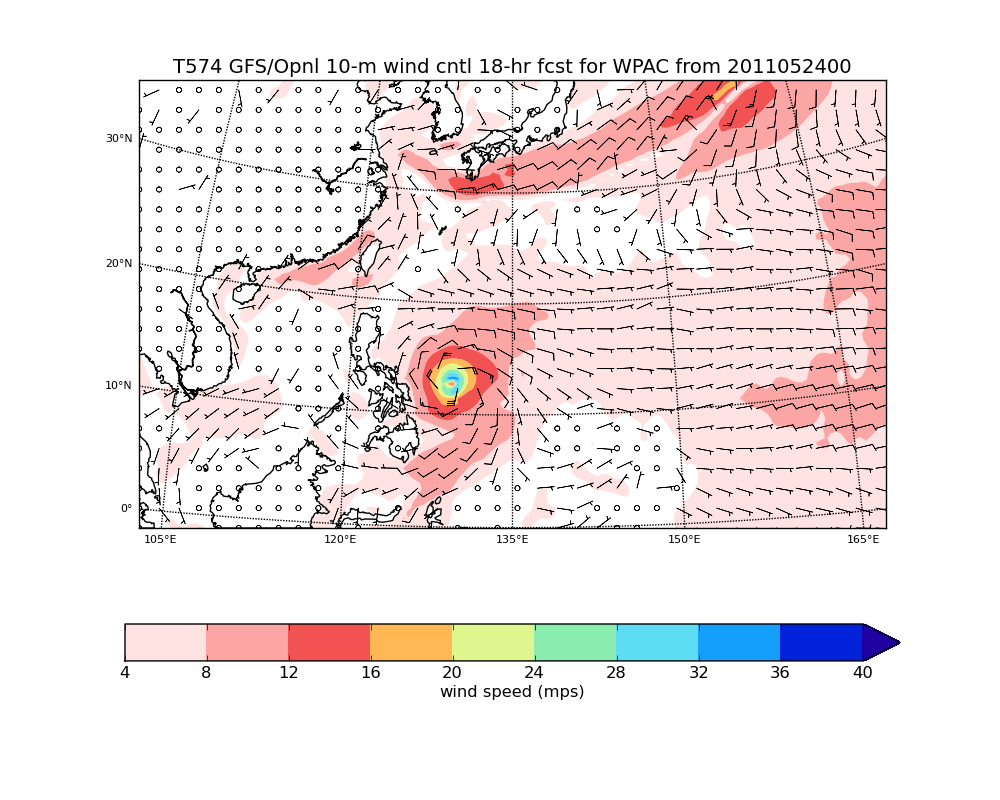 T574 GFS/Opnl 10-m wind cntl 18-hr fcst for WPAC from 2011052400
30°N
20°N
10°N
0°
105°E 120°E 135°E 150°E 165°E
4 8 12 16 20 24 28 32 36 40
wind speed (mps)